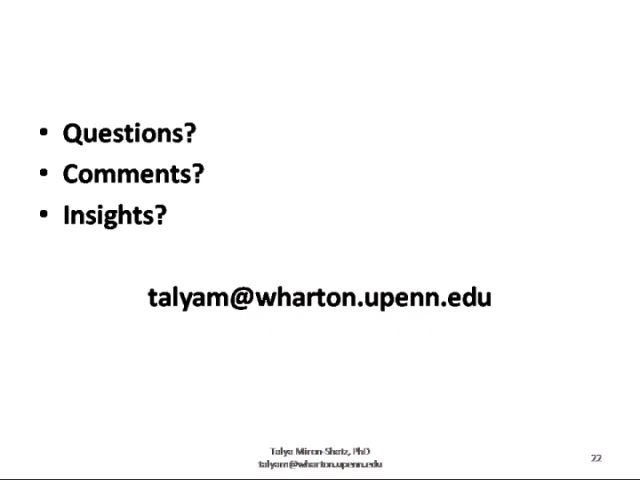 • Questions?
• Comments?
• Insights?
talyam@wharton.upenn.edu
Talya Miron-Shatz, PhD
talyam@wharton.upenn.edu
22